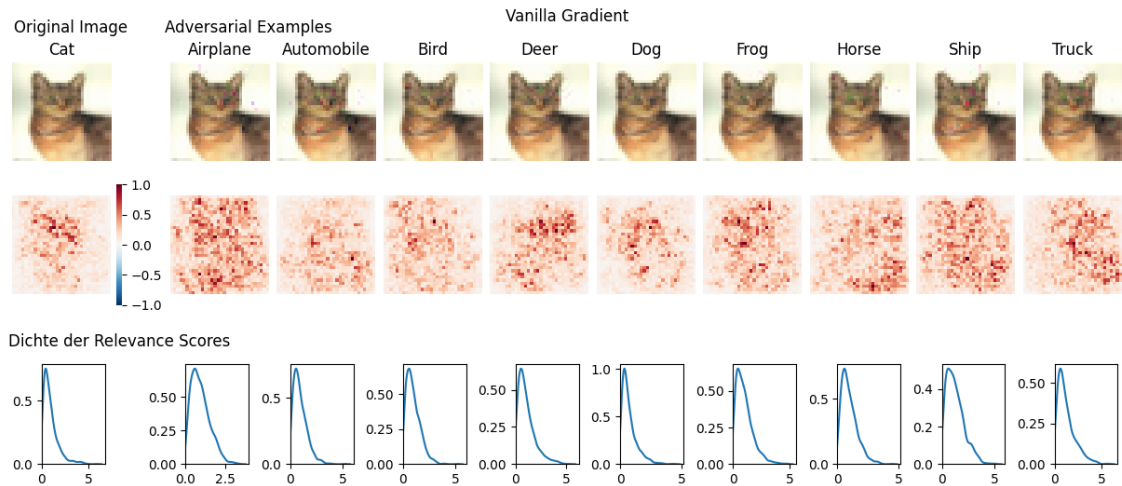 Vanilla Gradient
Original Image Adversarial Examples
Cat Airplane Automobile Bird Deer Dog Frog Horse Ship Truck
1.0
0.5
0.0
−0.5
−1.0
Dichte der Relevance Scores
0.5 0.0 0 5
0.50 0.25 0.00 0.0 2.5
0.5 0.0 0 5
0.50 0.25 0.00 0 5
0.50 0.25 0.00 0 5
1.0 0.5 0.0 0 5
0.50 0.25 0.00 0 5
0.5 0.0 0 5
0.4 0.2 0.0 0 5
0.50 0.25 0.00 0 5